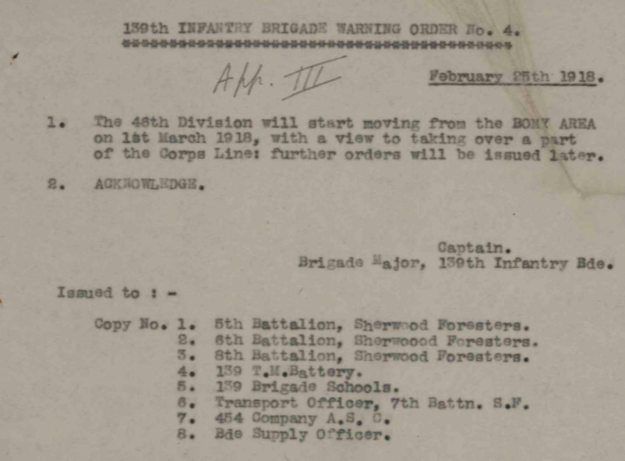 139th INFANTRY BRIGADE WARNING ORDER No. 4.
App. III
February 25th 1918.
1. The 46th Division will start moving from the BOMY AREA
on 1st March 1918, with a view to taking over a part
of the Corps Line: further orders will be issued later.
2. ACKNOWLEDGE.
Captain.
Brigade Major, 139th Infantry Bde.
Issued to : -
Copy No. 1. 5th Battalion, Sherwood Foresters.
2. 6th Battalion, Sherwoood Foresters.
3. 8th Battalion, Sherwood Foresters.
4. 139 T.M.Battery.
5. 139 Brigade Schools.
6. Transport Officer, 7th Battn. S.F.
7. 454 Company A.S. C.
8. Bde Supply Officer.